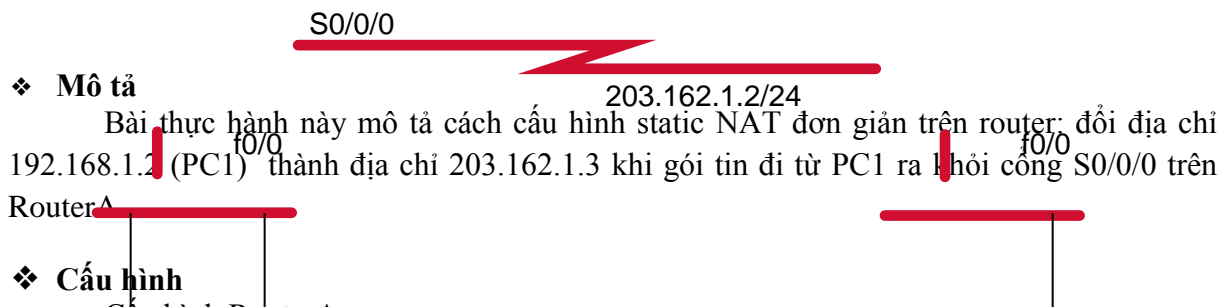 S0/0/0
❖ Mô tả
203.162.1.2/24
Bài thực hành này mô tả cách cấu hình static NAT đơn giản trên router: đổi địa chỉ
f0/0
f0/0
192.168.1.2 (PC1) thành địa chỉ 203.162.1.3 khi gói tin đi từ PC1 ra khỏi cổng S0/0/0 trên
RouterA
❖ Cấu hình